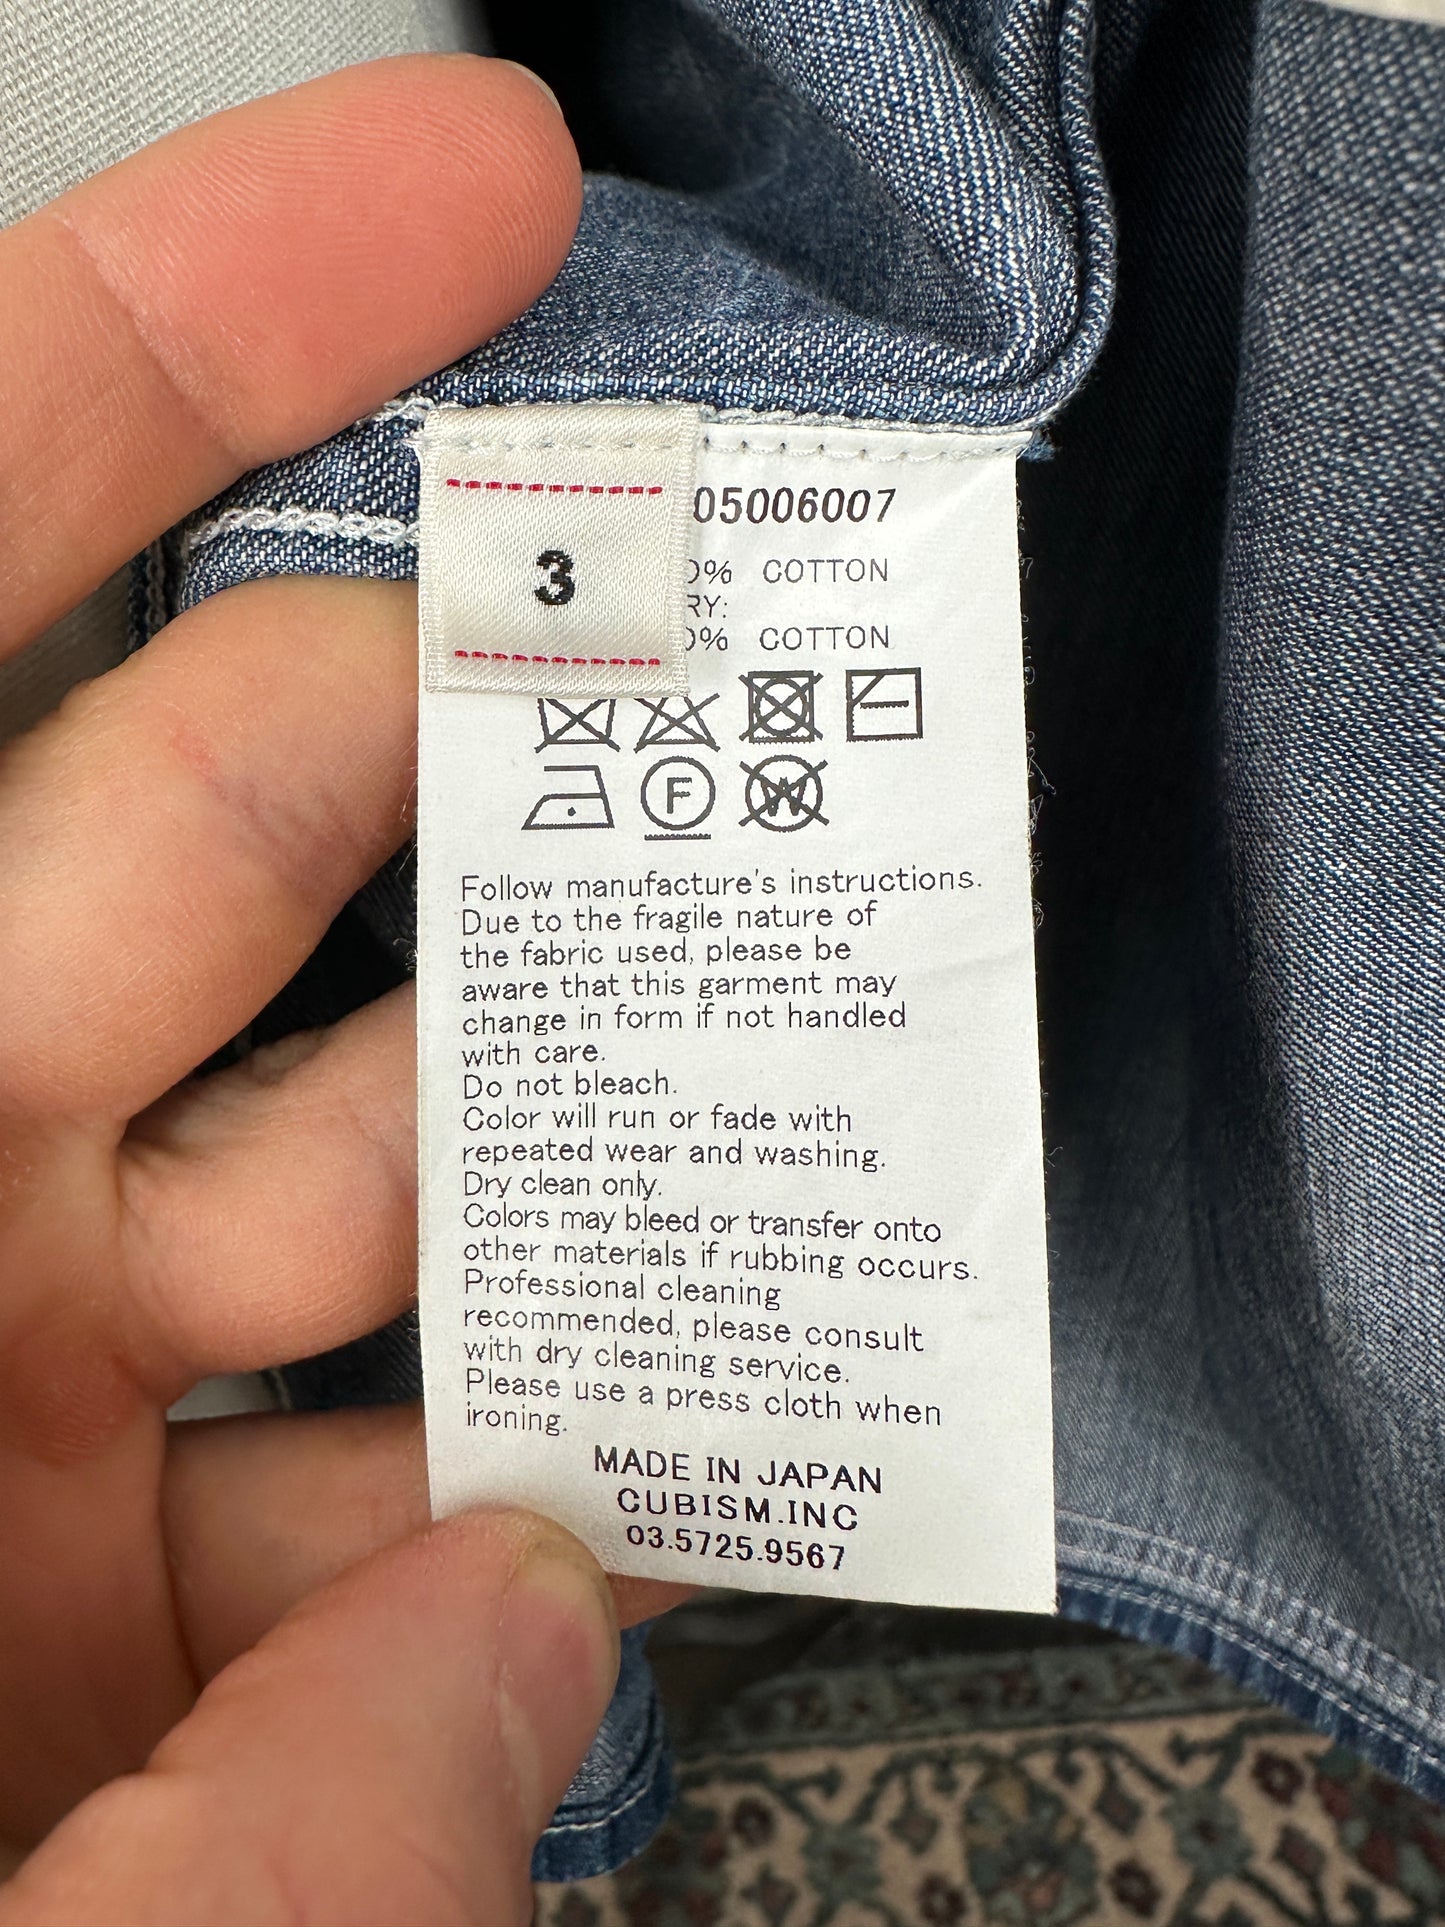 3
05006007
0% COTTON
RY:
0% COTTON
F
W
Follow manufacture's instructions.
Due to the fragile nature of
the fabric used, please be
aware that this garment may
change in form if not handled
with care.
Do not bleach.
Color will run or fade with
repeated wear and washing.
Dry clean only.
Colors may bleed or transfer onto
other materials if rubbing occurs.
Professional cleaning
recommended, please consult
with dry cleaning service.
Please use a press cloth when
ironing.
MADE IN JAPAN
CUBISM.INC
03.5725.9567